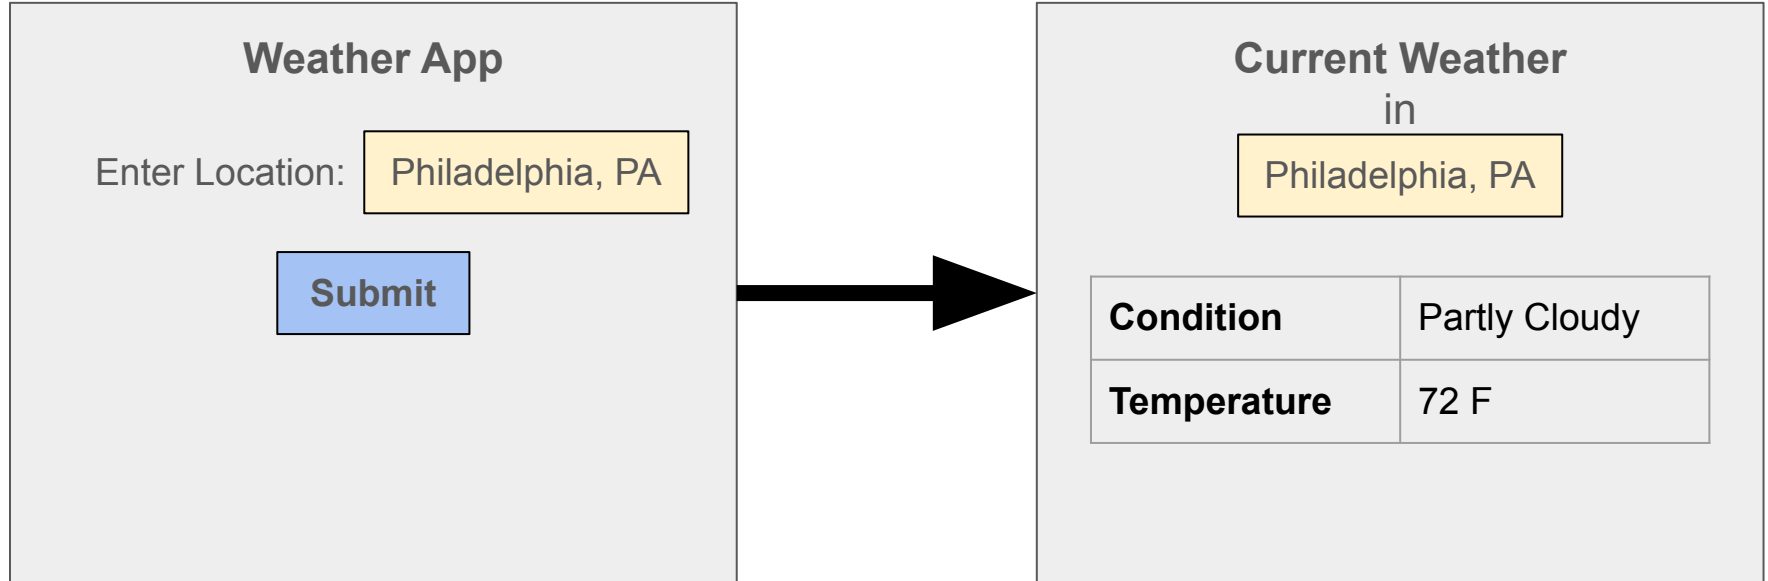 Weather App
Enter Location: Philadelphia, PA
Submit
Current Weather
in
Philadelphia, PA
Condition Partly Cloudy
Temperature 72 F